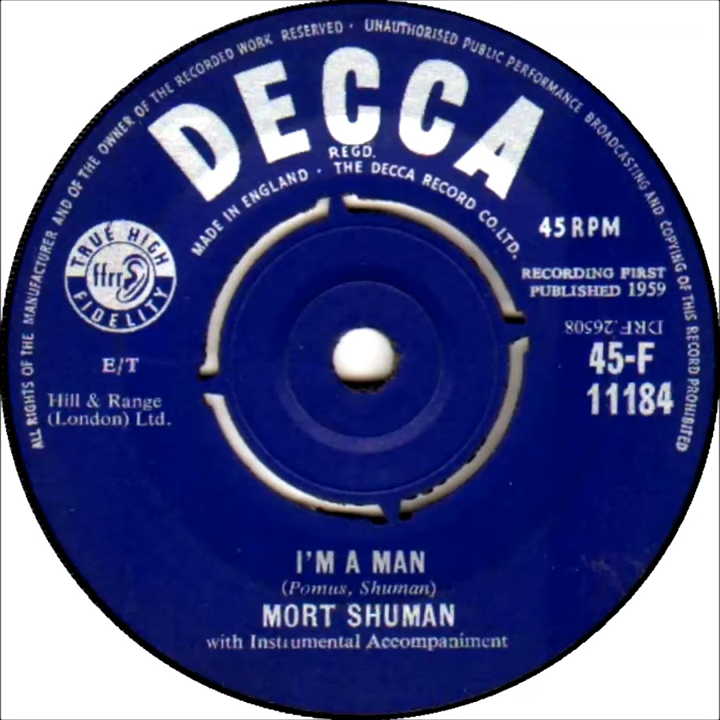 ALL RIGHTS OF THE MANUFACTURER AND OF THE OWNER OF THE RECORDED WORK RESERVED · UNAUTHORISED PUBLIC PERFORMANCE BROADCASTING AND COPYING OF THIS RECORD PROHIBITED
DECCA
REGD.
MADE IN ENGLAND · THE DECCA RECORD CO. LTD.
TRUE HIGH
ffrr
FIDELITY
45 RPM
RECORDING FIRST
PUBLISHED 1959
DRF.26508
E/T
45-F
11184
Hill & Range
(London) Ltd.
I'M A MAN
(Pomus, Shuman)
MORT SHUMAN
with Instrumental Accompaniment